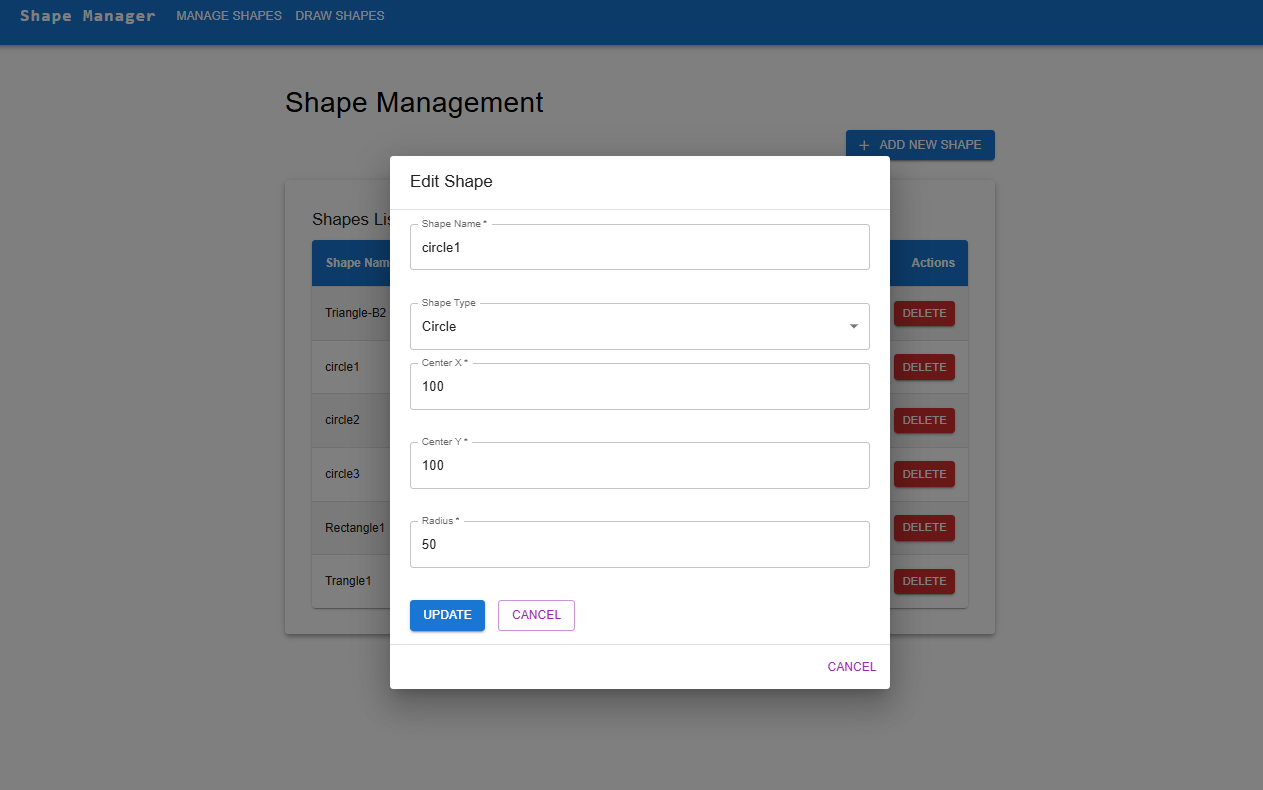 Shape Manager MANAGE SHAPES DRAW SHAPES
Shape Management
+ ADD NEW SHAPE
Edit Shape
Shapes Lis
Shape Name *
circle1
Shape Nam
Actions
Shape Type
Circle
Triangle-B2
DELETE
Center X *
100
circle1
DELETE
circle2
DELETE
Center Y *
100
circle3
DELETE
Radius *
50
Rectangle1
DELETE
Trangle1
DELETE
UPDATE CANCEL
CANCEL